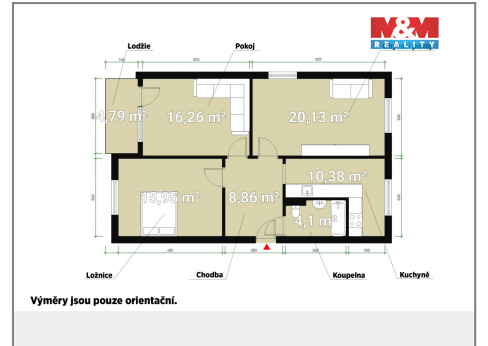 M&M
REALITY
Lodžie
Pokoj
4,79 m²
16,26 m²
20,13 m²
15,95 m²
8,86 m²
10,38 m²
4,1 m²
Ložnice
Chodba
Koupelna
Kuchyně
Výměry jsou pouze orientační.